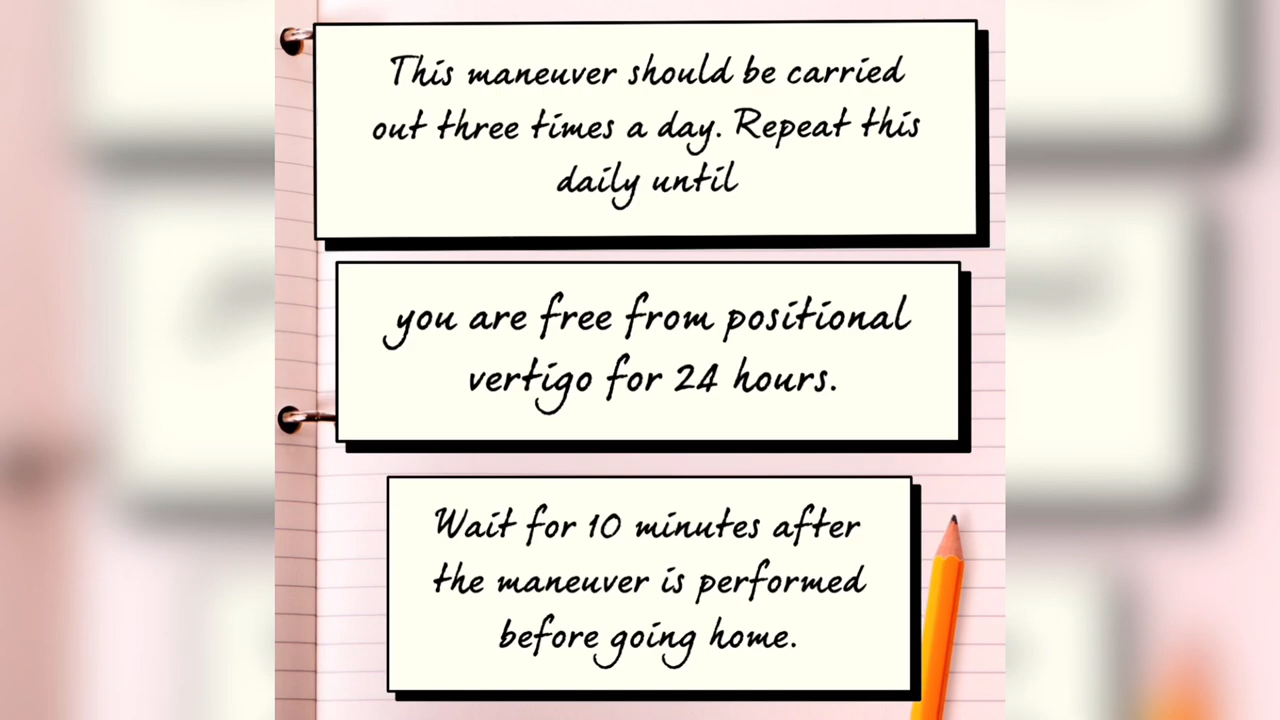 This maneuver should be carried
out three times a day. Repeat this
daily until
you are free from positional
vertigo for 24 hours.
Wait for 10 minutes after
the maneuver is performed
before going home.